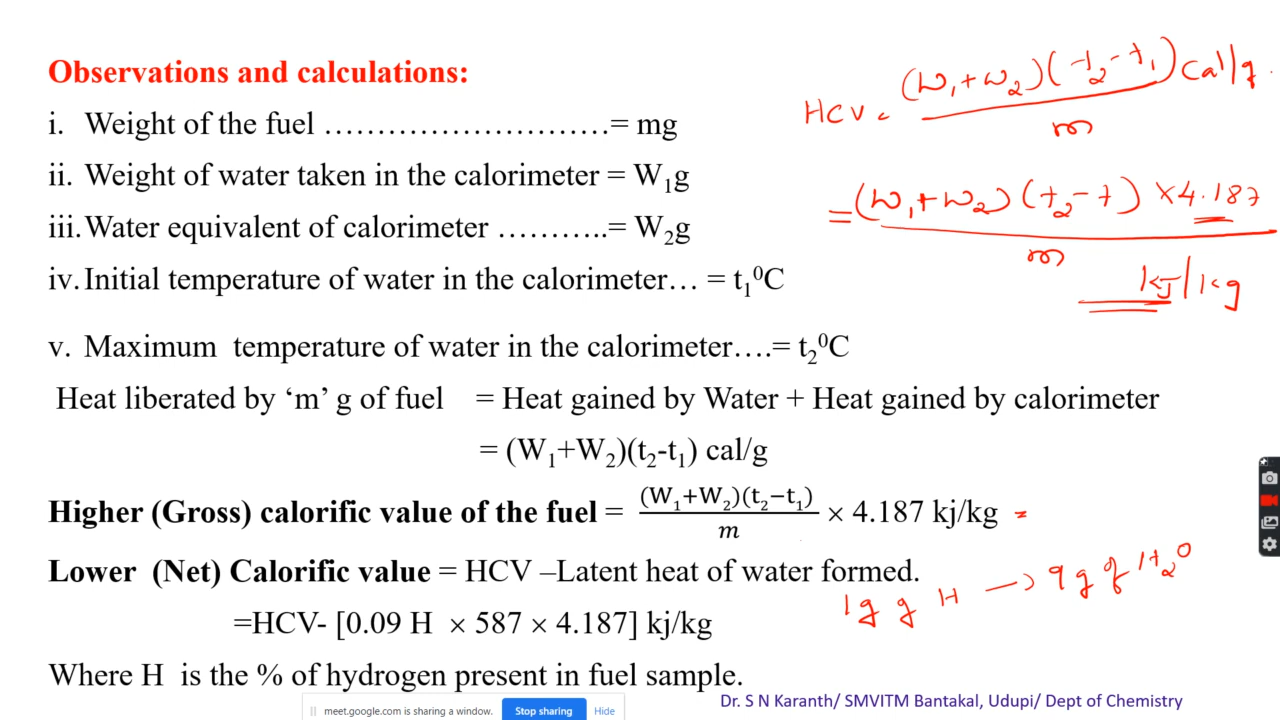 Observations and calculations:
i. Weight of the fuel ………………………= mg
ii. Weight of water taken in the calorimeter = W₁g
iii. Water equivalent of calorimeter ………..= W₂g
iv. Initial temperature of water in the calorimeter… = t₁⁰C
v. Maximum temperature of water in the calorimeter….= t₂⁰C
Heat liberated by ‘m’ g of fuel = Heat gained by Water + Heat gained by calorimeter
= (W₁+W₂)(t₂-t₁) cal/g
Higher (Gross) calorific value of the fuel = (W₁+W₂)(t₂−t₁)/m × 4.187 kj/kg =
Lower (Net) Calorific value = HCV –Latent heat of water formed.
=HCV- [0.09 H × 587 × 4.187] kj/kg
Where H is the % of hydrogen present in fuel sample.
HCV = (W₁+W₂)(t₂-t₁)/m Cal/g.
= (W₁+W₂)(t₂-t)×4.187/m
kJ/kg
1g g H → 9g of H₂O
Dr. S N Karanth/ SMVITM Bantakal, Udupi/ Dept of Chemistry
meet.google.com is sharing a window. Stop sharing Hide